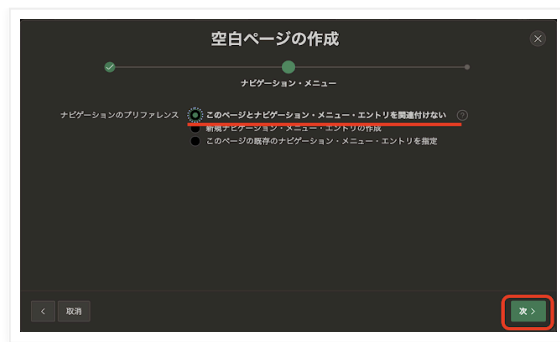 空白ページの作成
ナビゲーション・メニュー
ナビゲーションのプリファレンス
このページとナビゲーション・メニュー・エントリを関連付けない
新規ナビゲーション・メニュー・エントリの作成
このページの既存のナビゲーション・メニュー・エントリを指定
取消
次